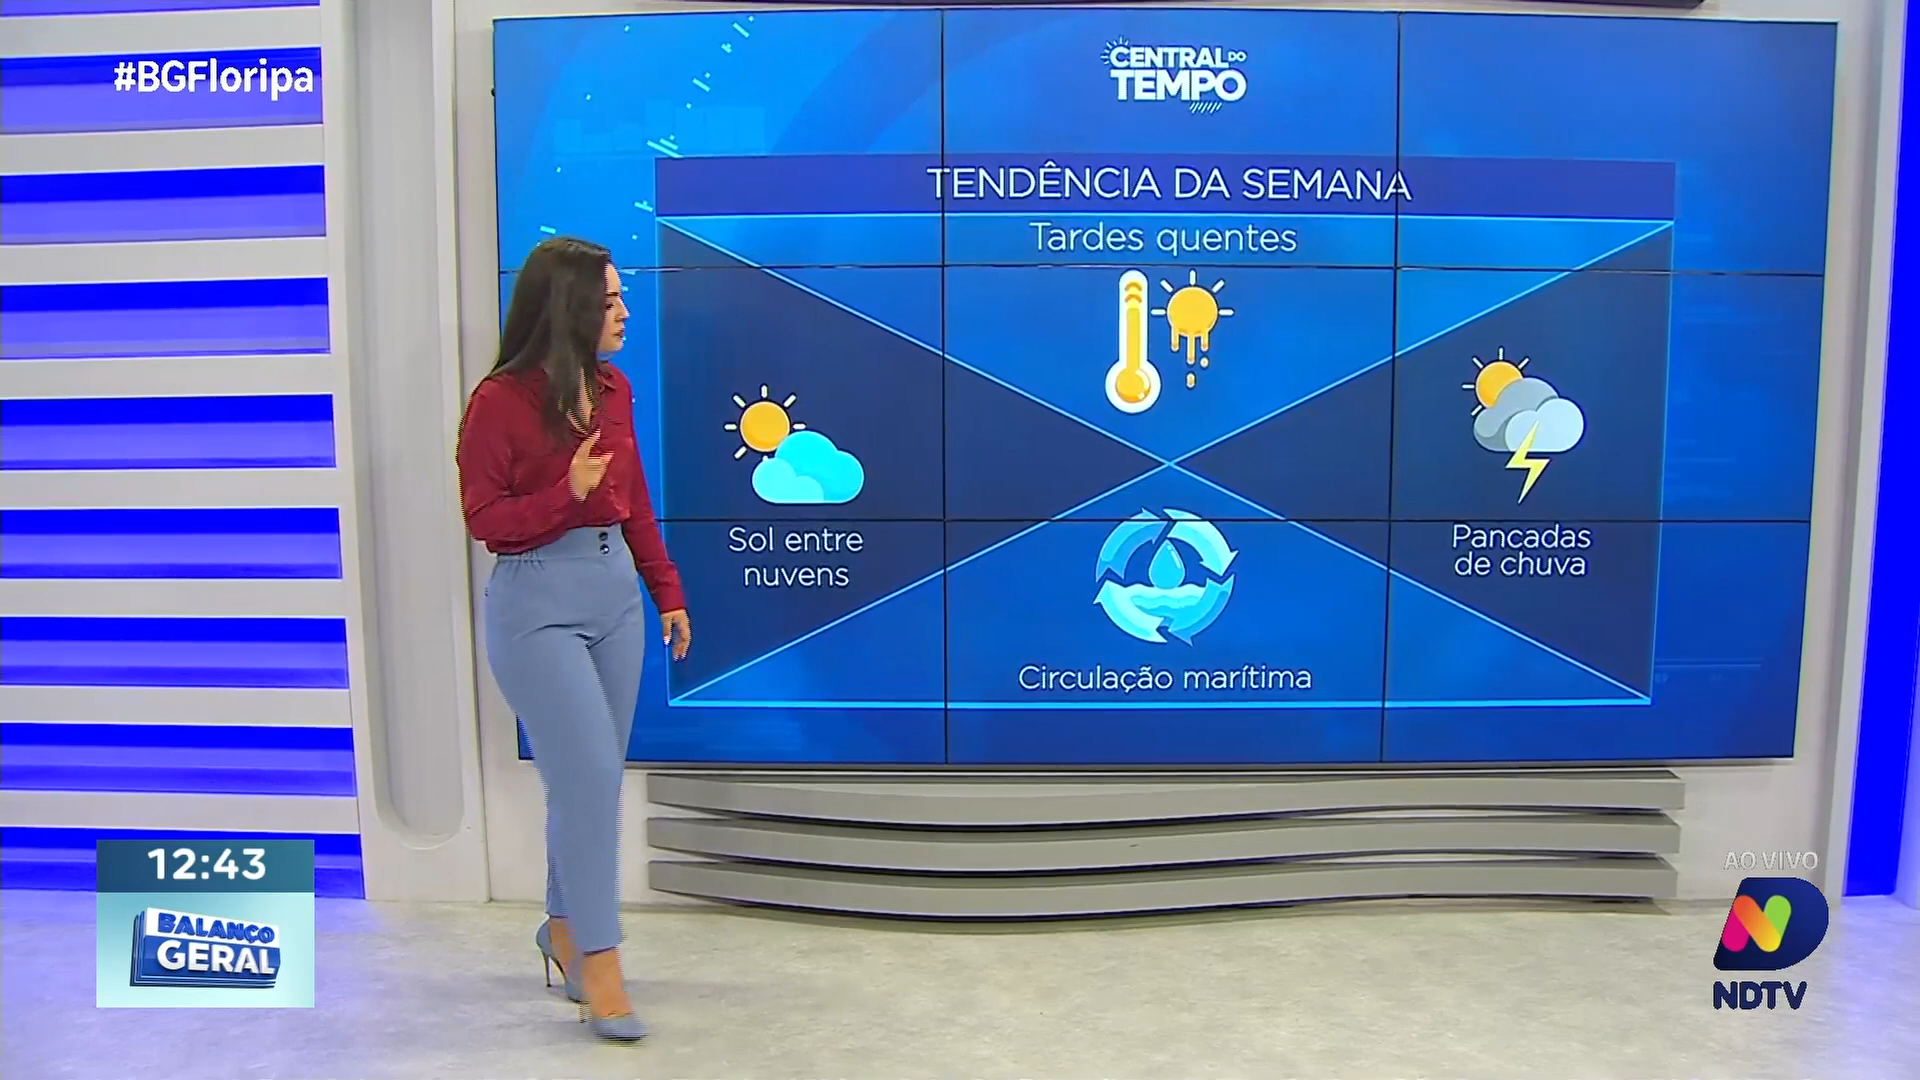 #BGFloripa
CENTRAL DO
TEMPO
TENDÊNCIA DA SEMANA
Tardes quentes
Sol entre
nuvens
Pancadas
de chuva
Circulação marítima
12:43
BALANÇO
GERAL
AO VIVO
NDTV